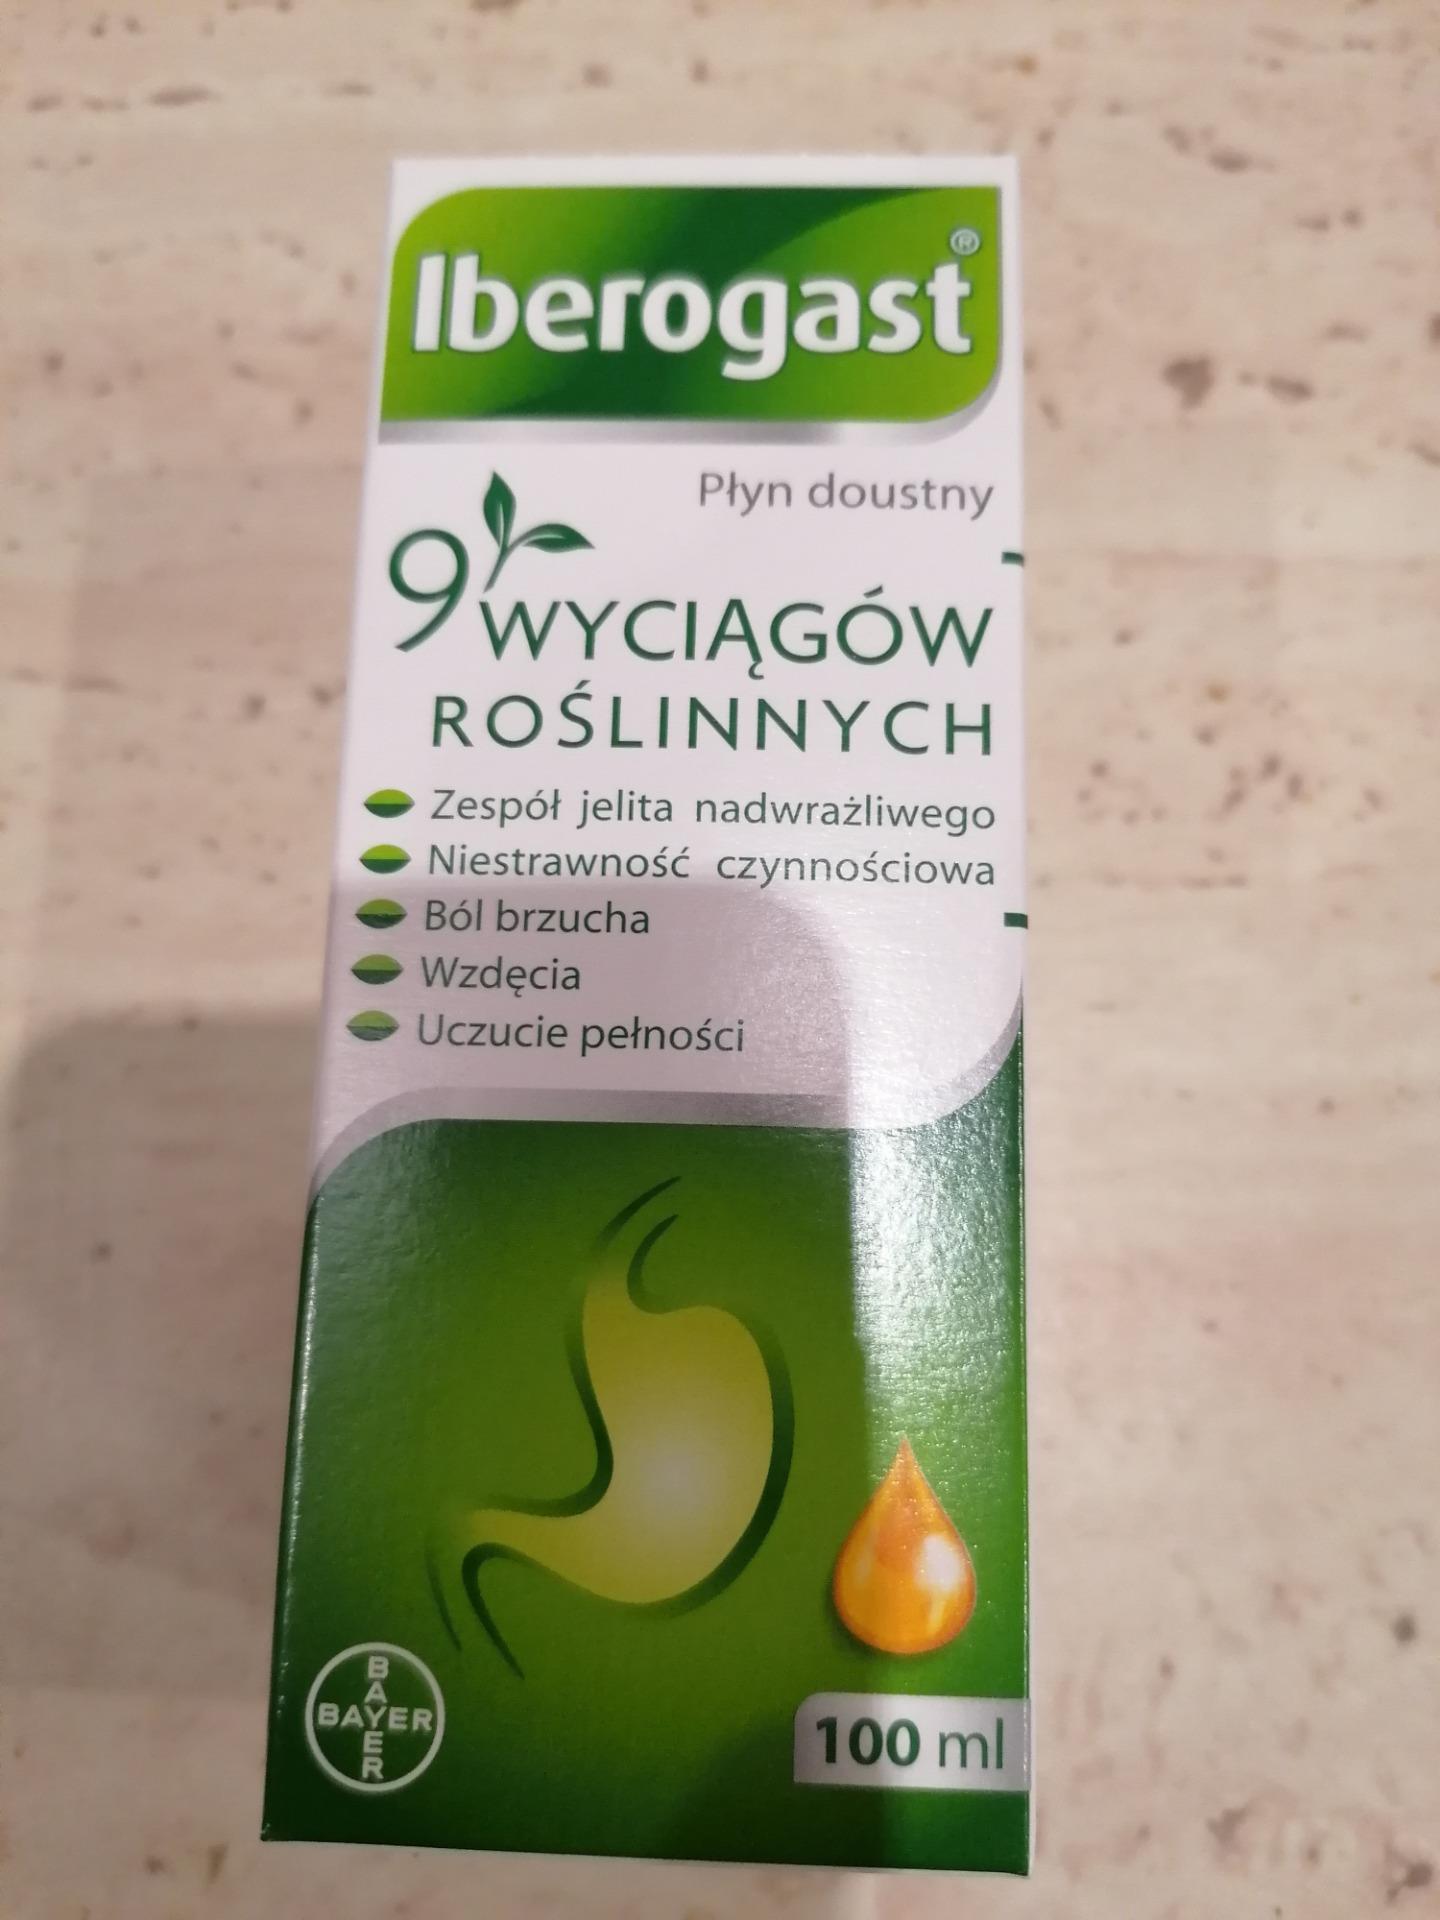 Iberogast®
Płyn doustny
9 WYCIĄGÓW
ROŚLINNYCH
Zespół jelita nadwrażliwego
Niestrawność czynnościowa
Ból brzucha
Wzdęcia
Uczucie pełności
BAYER
BAYER
100 ml